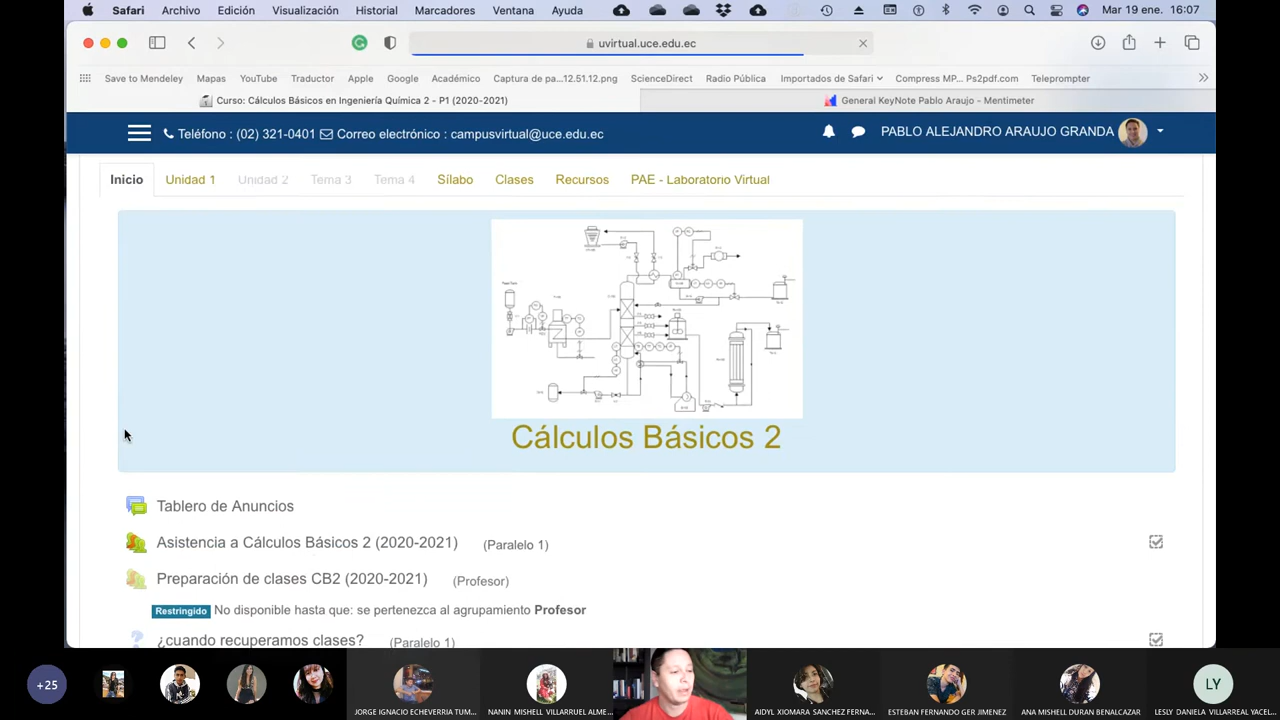 Safari Archivo Edición Visualización Historial Marcadores Ventana Ayuda Mar 19 ene. 16:07
uvirtual.uce.edu.ec
Save to Mendeley Mapas YouTube Traductor Apple Google Académico Captura de pa...12.51.12.png ScienceDirect Radio Pública Importados de Safari Compress MP... Ps2pdf.com Teleprompter
Curso: Cálculos Básicos en Ingeniería Química 2 - P1 (2020-2021) General KeyNote Pablo Araujo - Mentimeter
Teléfono : (02) 321-0401 Correo electrónico : campusvirtual@uce.edu.ec PABLO ALEJANDRO ARAUJO GRANDA
Inicio Unidad 1 Unidad 2 Tema 3 Tema 4 Sílabo Clases Recursos PAE - Laboratorio Virtual
Cálculos Básicos 2
Tablero de Anuncios
Asistencia a Cálculos Básicos 2 (2020-2021) (Paralelo 1)
Preparación de clases CB2 (2020-2021) (Profesor)
Restringido No disponible hasta que: se pertenezca al agrupamiento Profesor
¿cuando recuperamos clases? (Paralelo 1)
+25 LY
JORGE IGNACIO ECHEVERRIA TUM... NANIN MISHELL VILLARRUEL ALME... AIDYL XIOMARA SANCHEZ FERNA... ESTEBAN FERNANDO GER JIMENEZ ANA MISHELL DURAN BENALCAZAR LESLY DANIELA VILLARREAL YACEL...